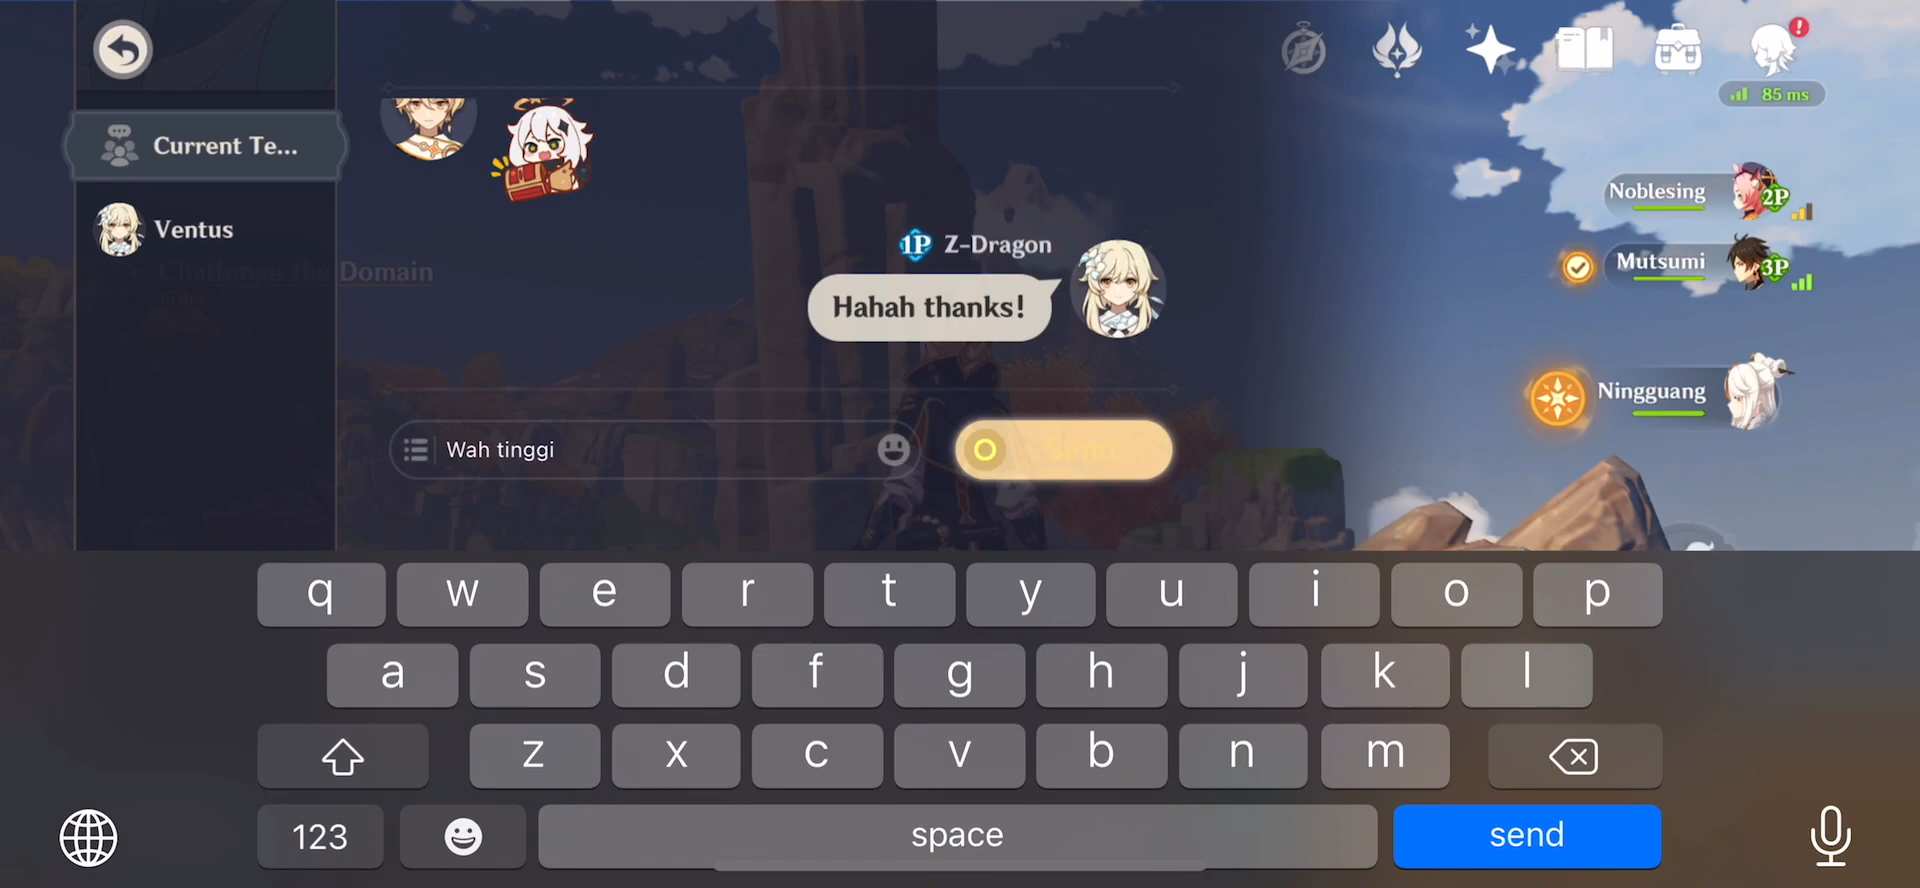 85 ms
Current Te...
Noblesing
2P
Ventus
1P Z-Dragon
Mutsumi
3P
Challenge the Domain
Hahah thanks!
Ningguang
Wah tinggi
Send
q w e r t y u i o p
a s d f g h j k l
z x c v b n m
123
space
send